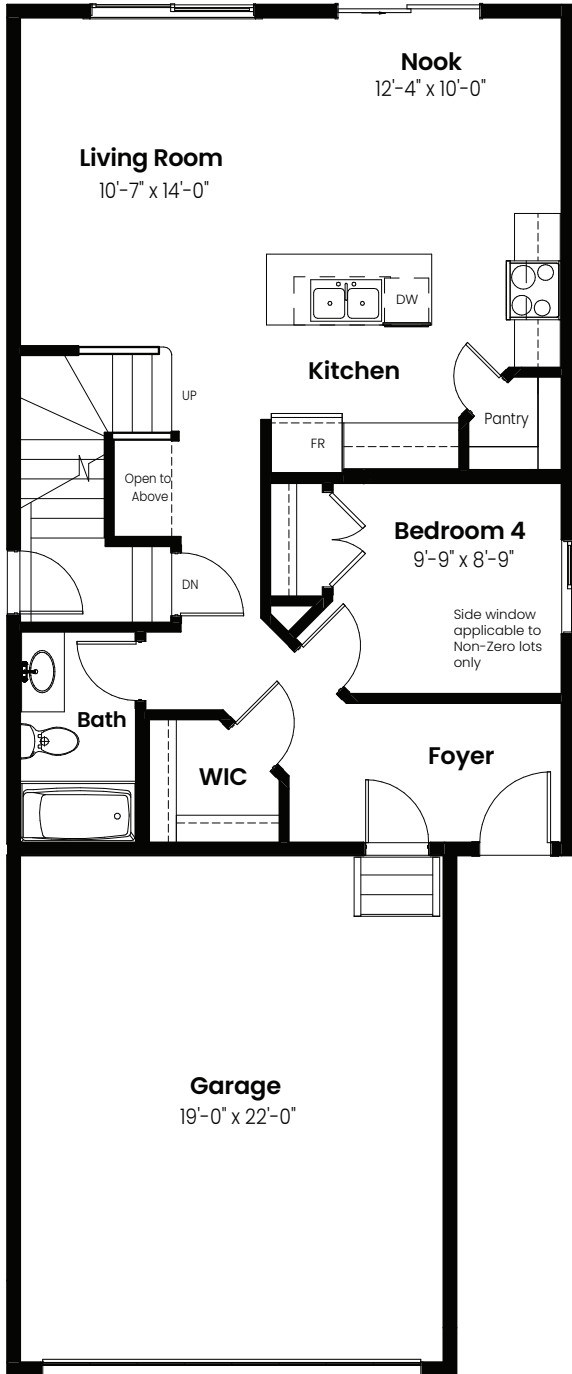 Nook
12'-4" x 10'-0"
Living Room
10'-7" x 14'-0"
DW
Kitchen
UP
Pantry
FR
Open to
Above
Bedroom 4
9'-9" x 8'-9"
DN
Side window
applicable to
Non-Zero lots
only
Bath
Foyer
WIC
Garage
19'-0" x 22'-0"